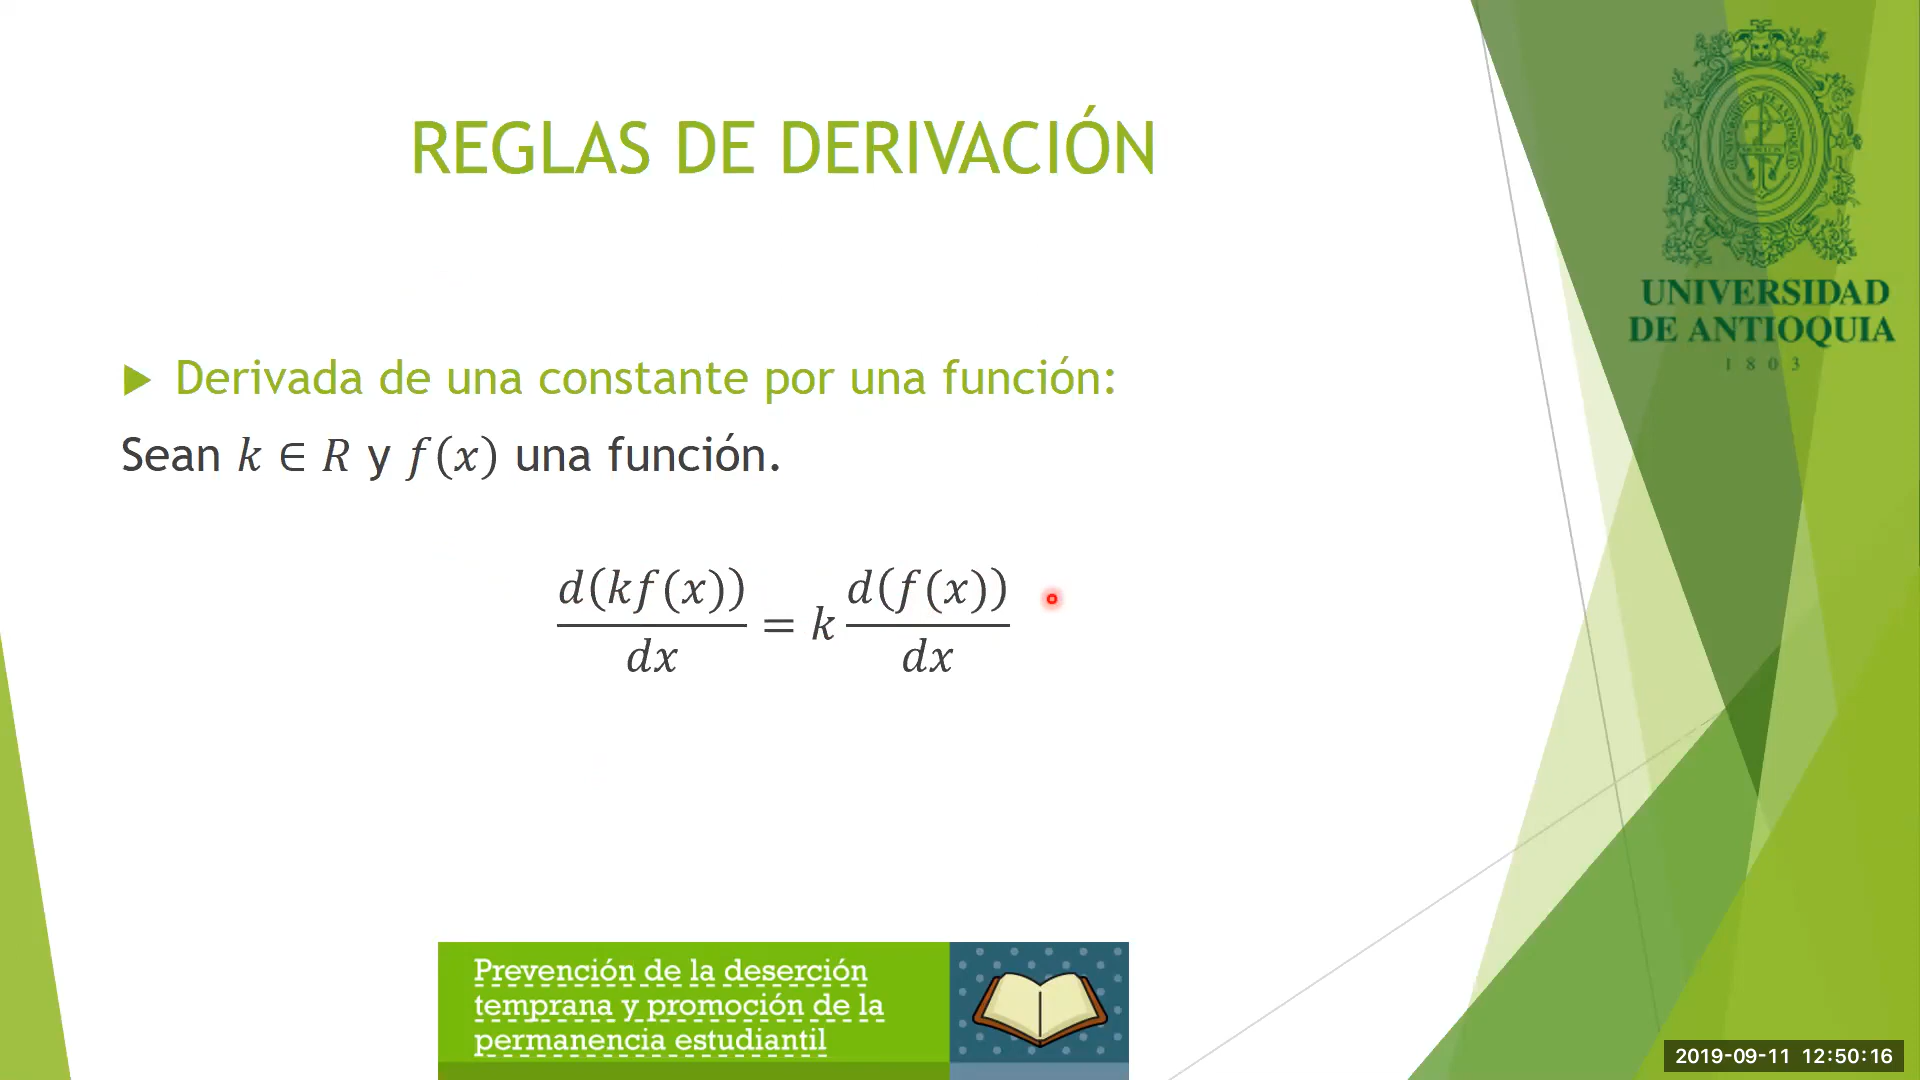 REGLAS DE DERIVACIÓN
UNIVERSIDAD
DE ANTIOQUIA
1803
Derivada de una constante por una función:
Sean k ∈ R y f(x) una función.
d(kf(x))/dx = k d(f(x))/dx
Prevención de la deserción
temprana y promoción de la
permanencia estudiantil
2019-09-11 12:50:16